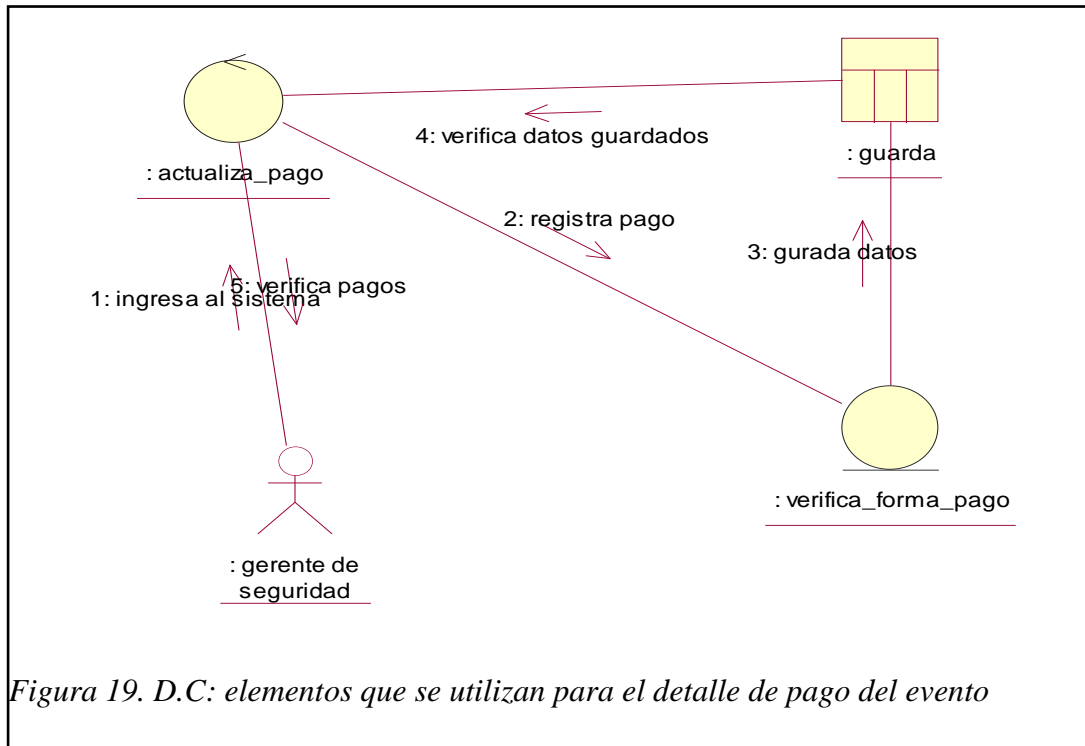 4: verifica datos guardados
: guarda
: actualiza_pago
2: registra pago
3: gurada datos
5: verifica pagos
1: ingresa al sistema
: verifica_forma_pago
: gerente de
seguridad
Figura 19. D.C: elementos que se utilizan para el detalle de pago del evento